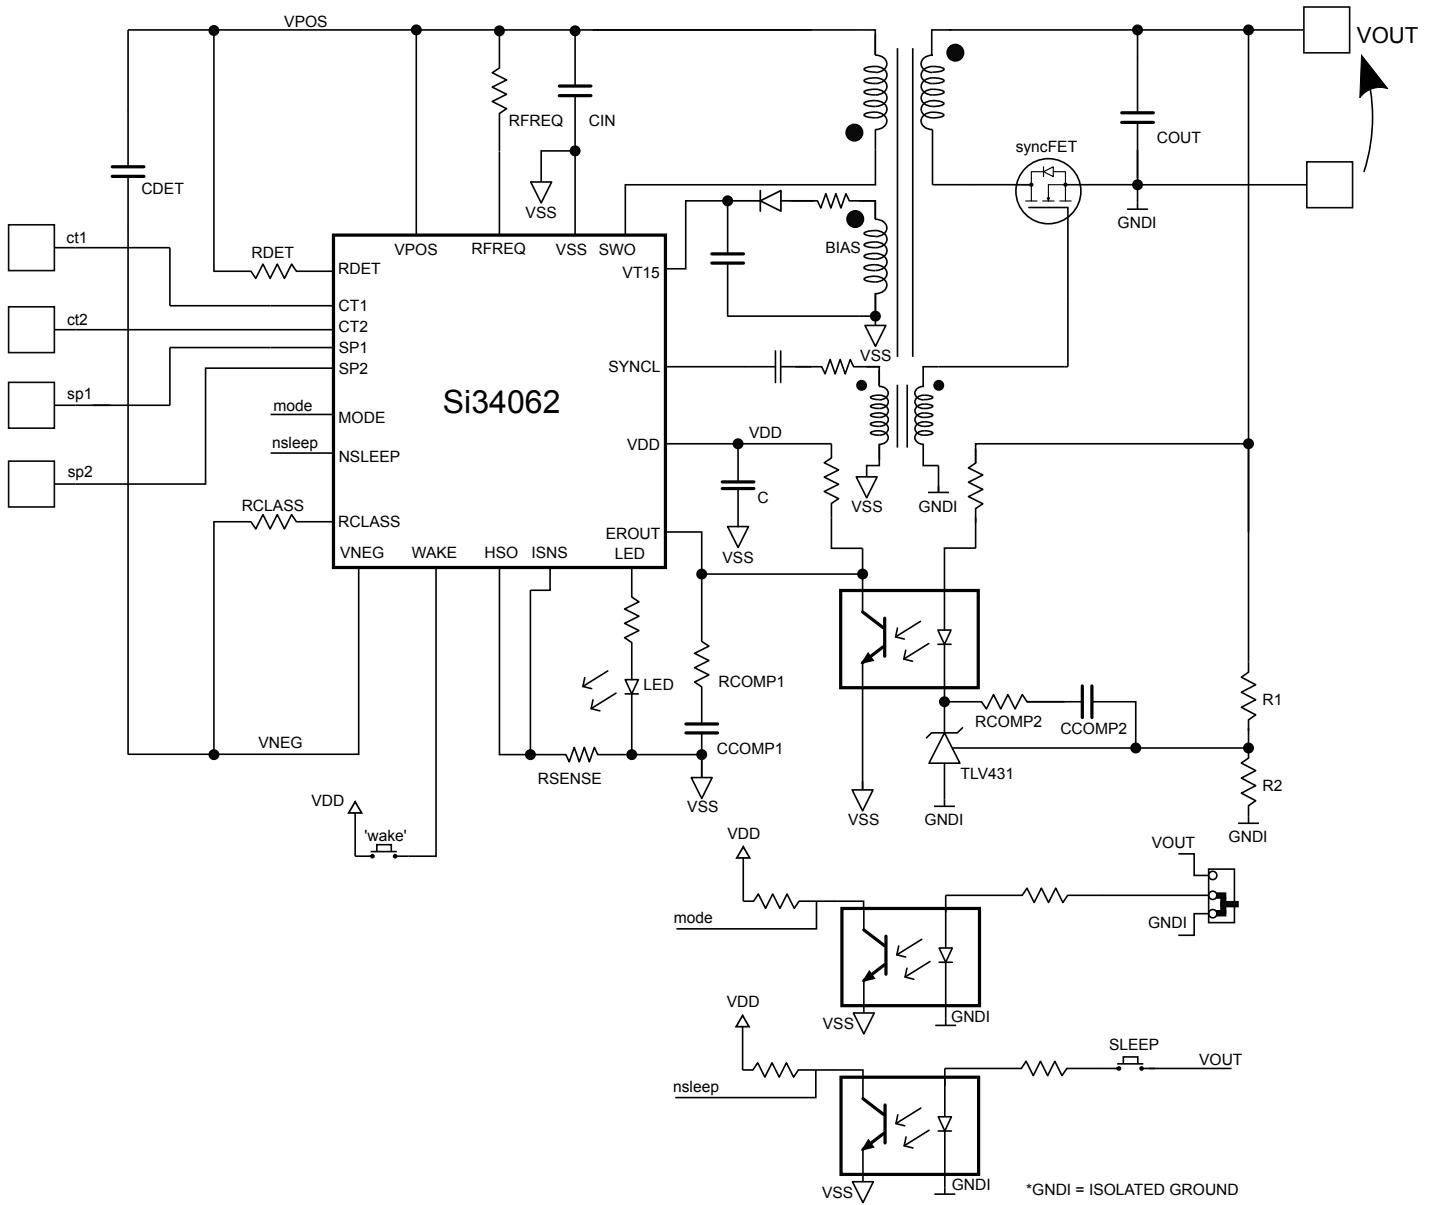 VPOS
VOUT
RFREQ
CIN
COUT
syncFET
CDET
VSS
GNDI
ct1
RDET
VPOS
RFREQ
VSS
SWO
BIAS
RDET
VT15
CT1
ct2
CT2
SP1
VSS
SP2
SYNCL
sp1
mode
MODE
Si34062
nsleep
NSLEEP
VDD
VDD
sp2
C
VSS
GNDI
RCLASS
RCLASS
EROUT
VSS
VNEG
WAKE
HSO
ISNS
LED
LED
RCOMP1
R1
RCOMP2
CCOMP2
VNEG
CCOMP1
RSENSE
TLV431
R2
VSS
VDD
VSS
GNDI
'wake'
VDD
GNDI
VOUT
mode
GNDI
VDD
VSS
GNDI
SLEEP
VOUT
nsleep
VSS
GNDI
*GNDI = ISOLATED GROUND